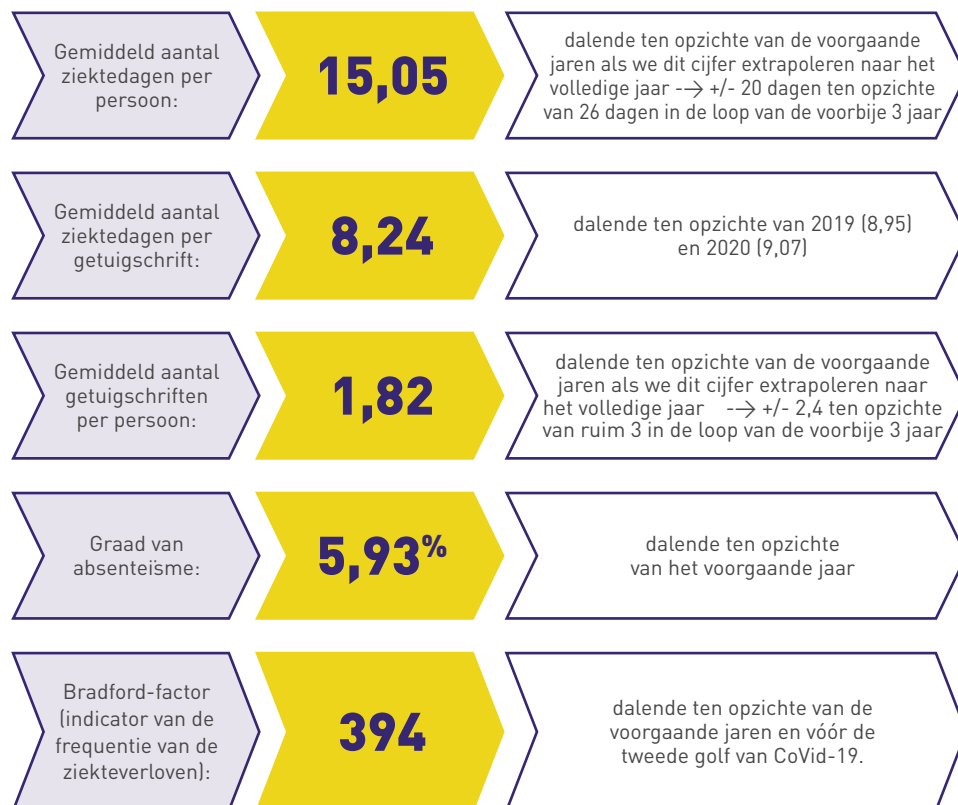 Gemiddeld aantal
ziektedagen per
persoon:
15,05
dalende ten opzichte van de voorgaande
jaren als we dit cijfer extrapoleren naar het
volledige jaar --> +/- 20 dagen ten opzichte
van 26 dagen in de loop van de voorbije 3 jaar
Gemiddeld aantal
ziektedagen per
getuigschrift:
8,24
dalende ten opzichte van 2019 (8,95)
en 2020 (9,07)
Gemiddeld aantal
getuigschriften
per persoon:
1,82
dalende ten opzichte van de voorgaande
jaren als we dit cijfer extrapoleren naar
het volledige jaar --> +/- 2,4 ten opzichte
van ruim 3 in de loop van de voorbije 3 jaar
Graad van
absenteïsme:
5,93%
dalende ten opzichte
van het voorgaande jaar
Bradford-factor
(indicator van de
frequentie van de
ziekteverloven):
394
dalende ten opzichte van de
voorgaande jaren en vóór de
tweede golf van CoVid-19.